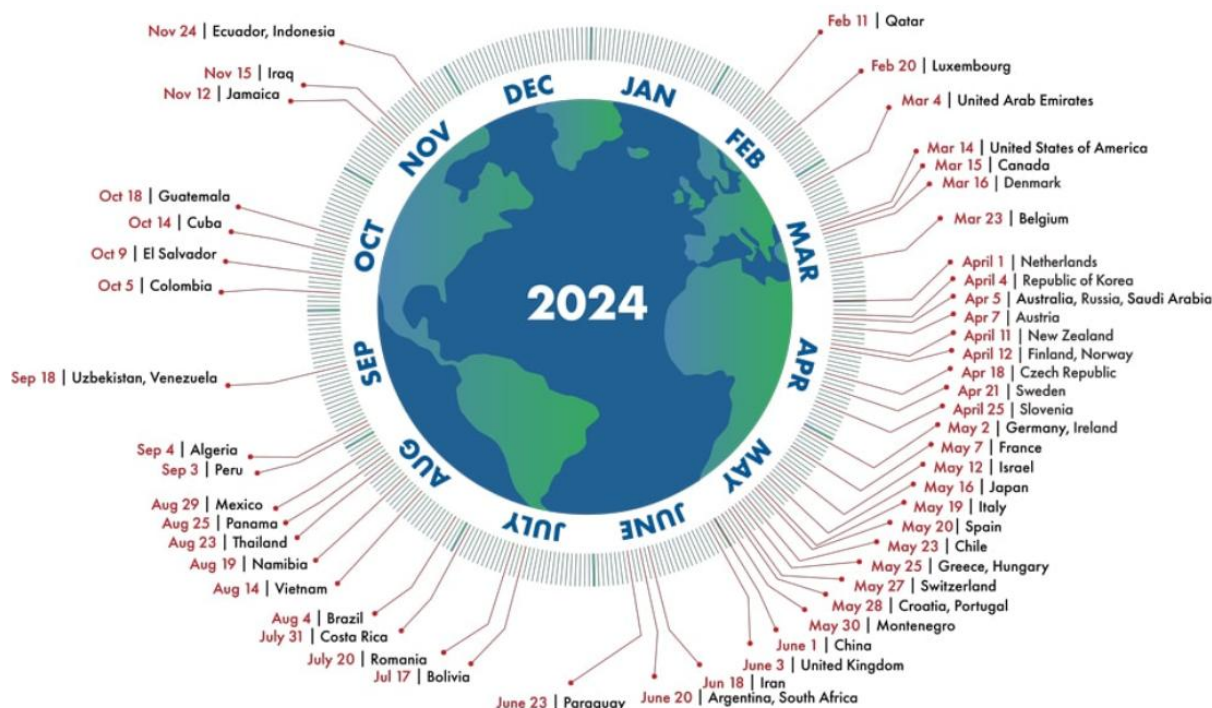 Nov 24 | Ecuador, Indonesia
Nov 15 | Iraq
Nov 12 | Jamaica
Oct 18 | Guatemala
Oct 14 | Cuba
Oct 9 | El Salvador
Oct 5 | Colombia
Sep 18 | Uzbekistan, Venezuela
Sep 4 | Algeria
Sep 3 | Peru
Aug 29 | Mexico
Aug 25 | Panama
Aug 23 | Thailand
Aug 19 | Namibia
Aug 14 | Vietnam
Aug 4 | Brazil
July 31 | Costa Rica
July 20 | Romania
Jul 17 | Bolivia
DEC
JAN
NOV
FEB
OCT
MAR
2024
SEP
APR
AUG
MAY
JULY
JUNE
Feb 11 | Qatar
Feb 20 | Luxembourg
Mar 4 | United Arab Emirates
Mar 14 | United States of America
Mar 15 | Canada
Mar 16 | Denmark
Mar 23 | Belgium
April 1 | Netherlands
April 4 | Republic of Korea
Apr 5 | Australia, Russia, Saudi Arabia
Apr 7 | Austria
April 11 | New Zealand
April 12 | Finland, Norway
Apr 18 | Czech Republic
Apr 21 | Sweden
April 25 | Slovenia
May 2 | Germany, Ireland
May 7 | France
May 12 | Israel
May 16 | Japan
May 19 | Italy
May 20 | Spain
May 23 | Chile
May 25 | Greece, Hungary
May 27 | Switzerland
May 28 | Croatia, Portugal
May 30 | Montenegro
June 1 | China
June 3 | United Kingdom
Jun 18 | Iran
June 20 | Argentina, South Africa
June 23 | Paraguay